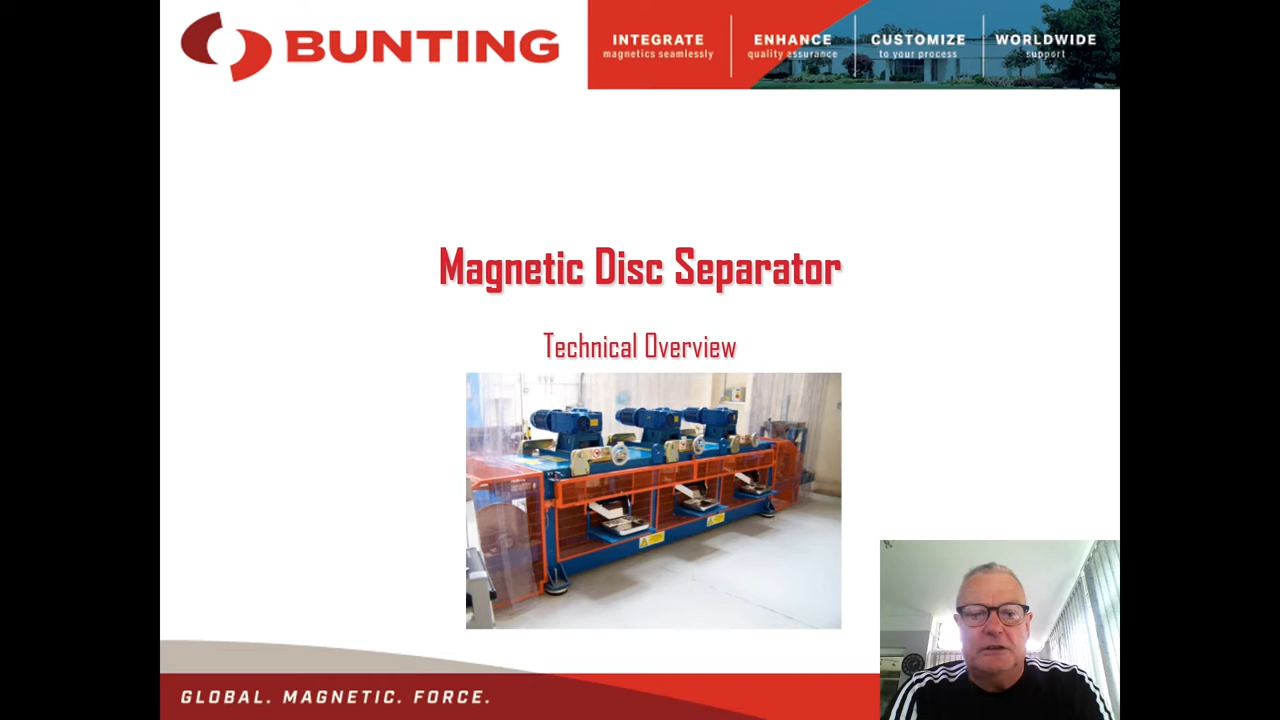 BUNTING
INTEGRATE
magnetics seamlessly
ENHANCE
quality assurance
CUSTOMIZE
to your process
WORLDWIDE
support
Magnetic Disc Separator
Technical Overview
GLOBAL. MAGNETIC. FORCE.